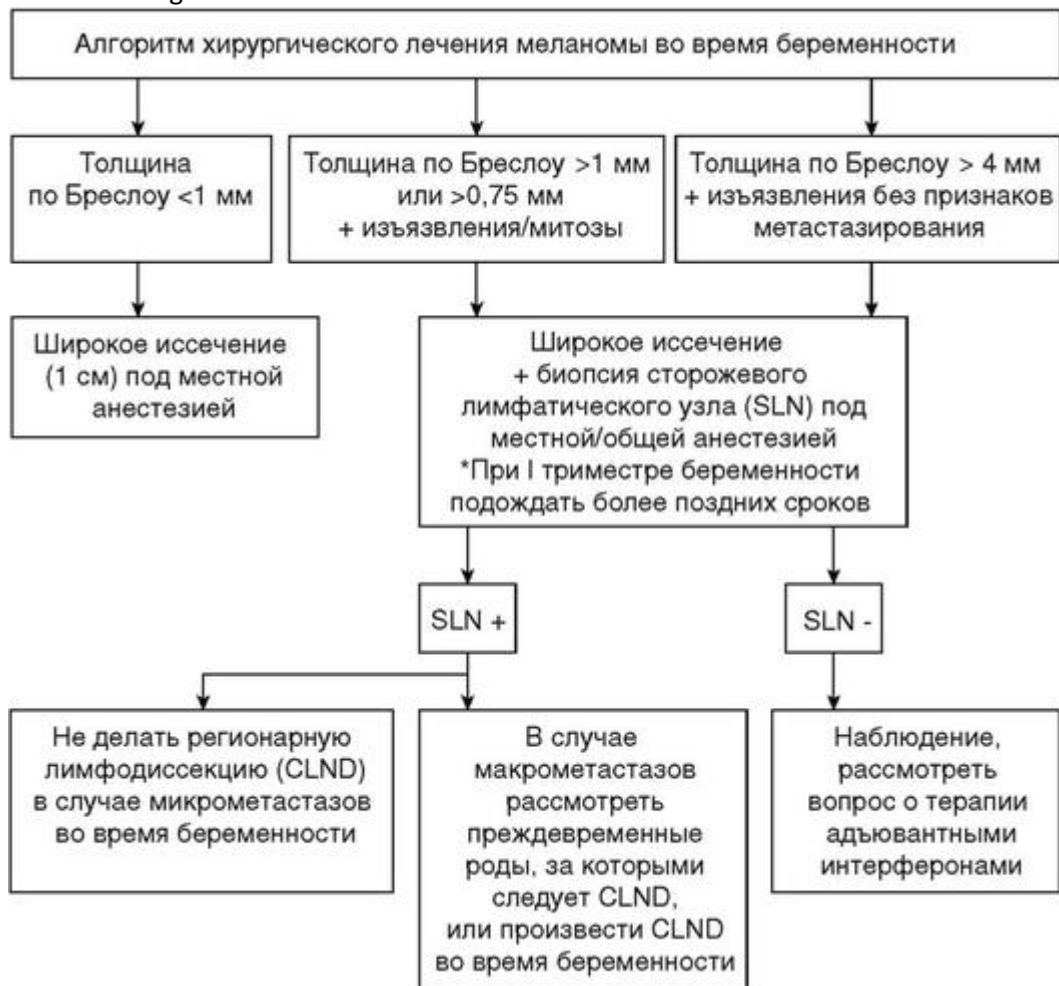 Алгоритм хирургического лечения меланомы во время беременности
Толщина
по Бреслоу <1 мм
Толщина по Бреслоу >1 мм
или >0,75 мм
+ изъязвления/митозы
Толщина по Бреслоу > 4 мм
+ изъязвления без признаков
метастазирования
Широкое иссечение
(1 см) под местной
анестезией
Широкое иссечение
+ биопсия сторожевого
лимфатического узла (SLN) под
местной/общей анестезией
*При I триместре беременности
подождать более поздних сроков
SLN +
SLN -
Не делать регионарную
лимфодиссекцию (CLND)
в случае микрометастазов
во время беременности
В случае
макрометастазов
рассмотреть
преждевременные
роды, за которыми
следует CLND,
или произвести CLND
во время беременности
Наблюдение,
рассмотреть
вопрос о терапии
адъювантными
интерферонами